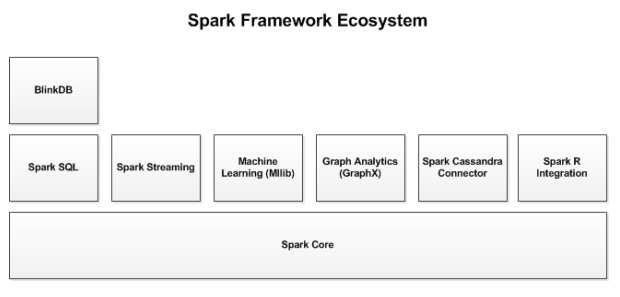 Spark Framework Ecosystem
BlinkDB
Spark SQL
Spark Streaming
Machine
Learning (Mllib)
Graph Analytics
(GraphX)
Spark Cassandra
Connector
Spark R
Integration
Spark Core